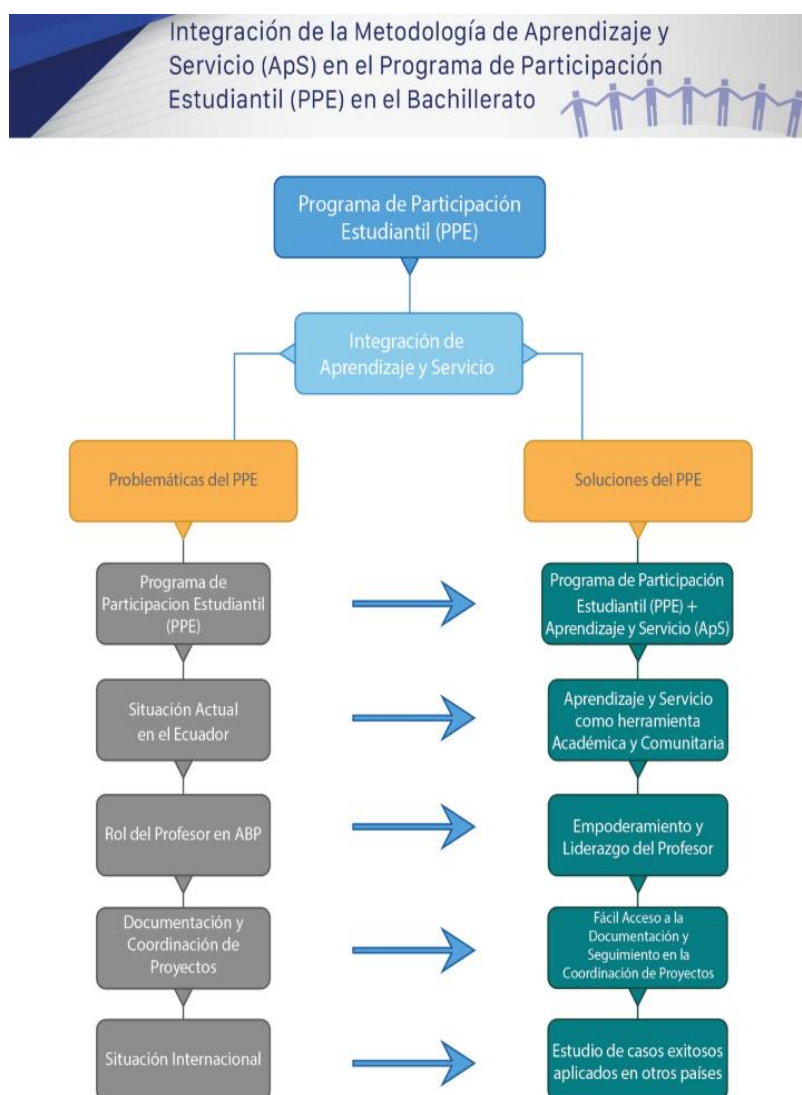 Integración de la Metodología de Aprendizaje y
Servicio (ApS) en el Programa de Participación
Estudiantil (PPE) en el Bachillerato
Programa de Participación
Estudiantil (PPE)
Integración de
Aprendizaje y Servicio
Problemáticas del PPE
Soluciones del PPE
Programa de
Participacion Estudiantil
(PPE)
Programa de Participación
Estudiantil (PPE) +
Aprendizaje y Servicio (ApS)
Situación Actual
en el Ecuador
Aprendizaje y Servicio
como herramienta
Académica y Comunitaria
Rol del Profesor en ABP
Empoderamiento y
Liderazgo del Profesor
Documentación y
Coordinación de
Proyectos
Fácil Acceso a la
Documentación y
Seguimiento en la
Coordinación de Proyectos
Situación Internacional
Estudio de casos exitosos
aplicados en otros países